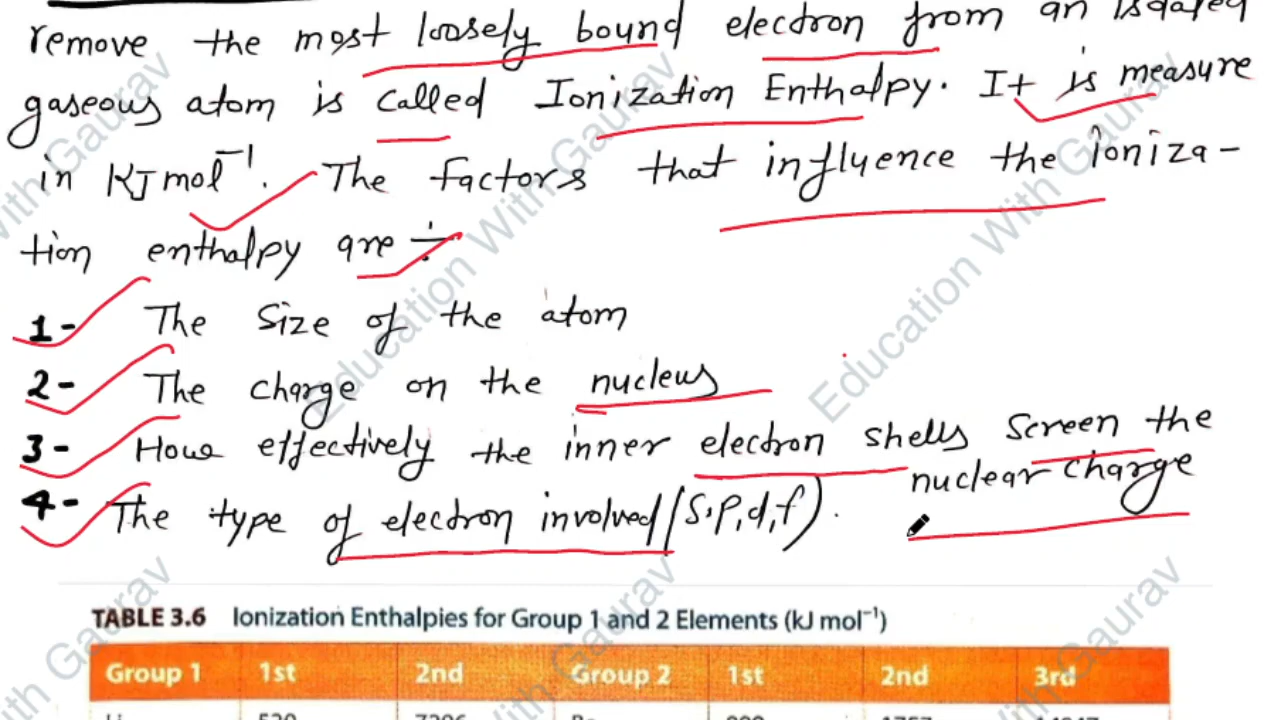 remove the most loosely bound electron from an isolated
gaseous atom is called Ionization Enthalpy. It is measure
in KJ mol⁻¹. The factors that influence the Ioniza-
tion enthalpy are ÷
1- The Size of the atom
2- The charge on the nucleus
3- How effectively the inner electron shells screen the
nuclear charge
4- The type of electron involved (S,P,d,f).
TABLE 3.6 Ionization Enthalpies for Group 1 and 2 Elements (kJ mol⁻¹)
Group 1 1st 2nd Group 2 1st 2nd 3rd
Education With Gaurav